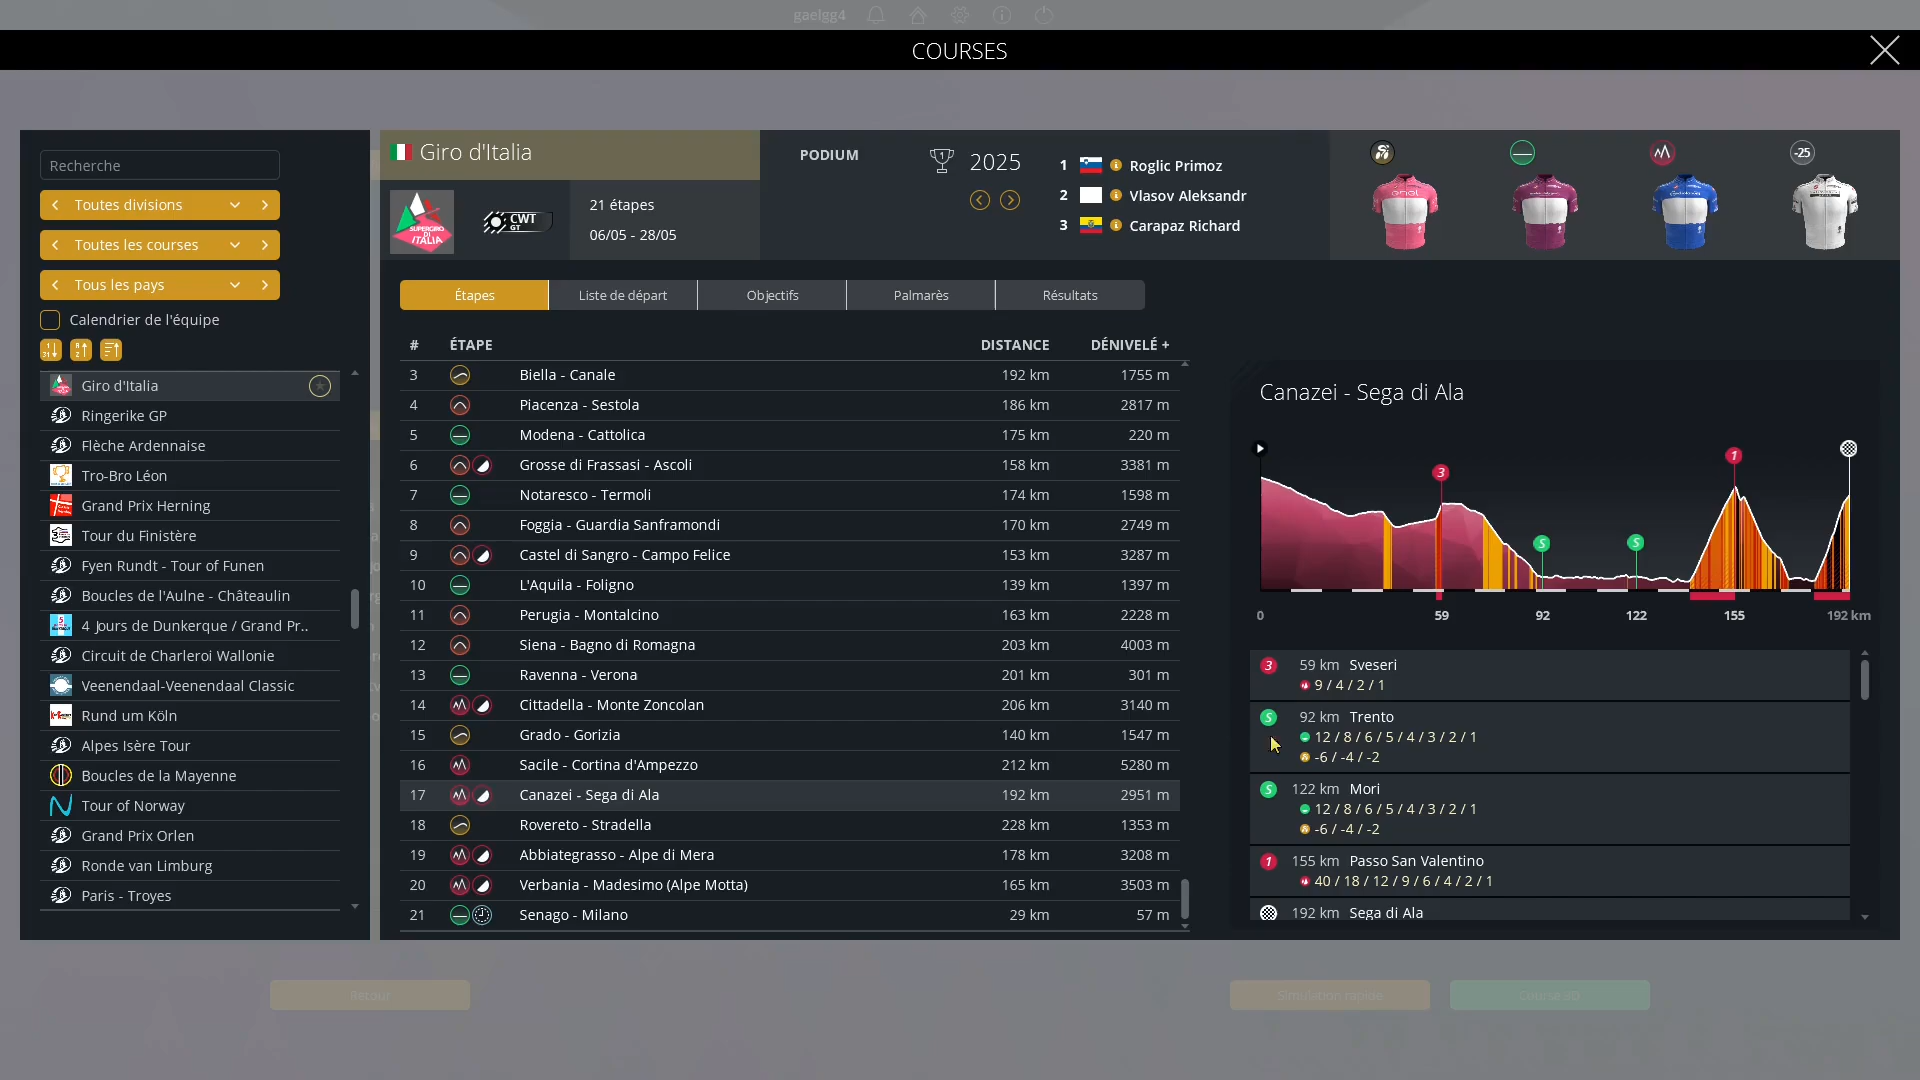 gaelgg4
COURSES
Recherche
Toutes divisions
Toutes les courses
Tous les pays
Calendrier de l'équipe
Giro d'Italia
Ringerike GP
Flèche Ardennaise
Tro-Bro Léon
Grand Prix Herning
Tour du Finistère
Fyen Rundt - Tour of Funen
Boucles de l'Aulne - Châteaulin
4 Jours de Dunkerque / Grand Pr..
Circuit de Charleroi Wallonie
Veenendaal-Veenendaal Classic
Rund um Köln
Alpes Isère Tour
Boucles de la Mayenne
Tour of Norway
Grand Prix Orlen
Ronde van Limburg
Paris - Troyes
Giro d'Italia
SUPERGIRO DI ITALIA
CWT GT
21 étapes
06/05 - 28/05
PODIUM
1
2025
1 Roglic Primoz
2 Vlasov Aleksandr
3 Carapaz Richard
-25
Étapes
Liste de départ
Objectifs
Palmarès
Résultats
# ÉTAPE DISTANCE DÉNIVELÉ +
3 Biella - Canale 192 km 1755 m
4 Piacenza - Sestola 186 km 2817 m
5 Modena - Cattolica 175 km 220 m
6 Grosse di Frassasi - Ascoli 158 km 3381 m
7 Notaresco - Termoli 174 km 1598 m
8 Foggia - Guardia Sanframondi 170 km 2749 m
9 Castel di Sangro - Campo Felice 153 km 3287 m
10 L'Aquila - Foligno 139 km 1397 m
11 Perugia - Montalcino 163 km 2228 m
12 Siena - Bagno di Romagna 203 km 4003 m
13 Ravenna - Verona 201 km 301 m
14 Cittadella - Monte Zoncolan 206 km 3140 m
15 Grado - Gorizia 140 km 1547 m
16 Sacile - Cortina d'Ampezzo 212 km 5280 m
17 Canazei - Sega di Ala 192 km 2951 m
18 Rovereto - Stradella 228 km 1353 m
19 Abbiategrasso - Alpe di Mera 178 km 3208 m
20 Verbania - Madesimo (Alpe Motta) 165 km 3503 m
21 Senago - Milano 29 km 57 m
Canazei - Sega di Ala
3 S S 1
0 59 92 122 155 192 km
3 59 km Sveseri
9 / 4 / 2 / 1
S 92 km Trento
12 / 8 / 6 / 5 / 4 / 3 / 2 / 1
-6 / -4 / -2
S 122 km Mori
12 / 8 / 6 / 5 / 4 / 3 / 2 / 1
-6 / -4 / -2
1 155 km Passo San Valentino
40 / 18 / 12 / 9 / 6 / 4 / 2 / 1
192 km Sega di Ala
Retour
Simulation rapide
Course 3D